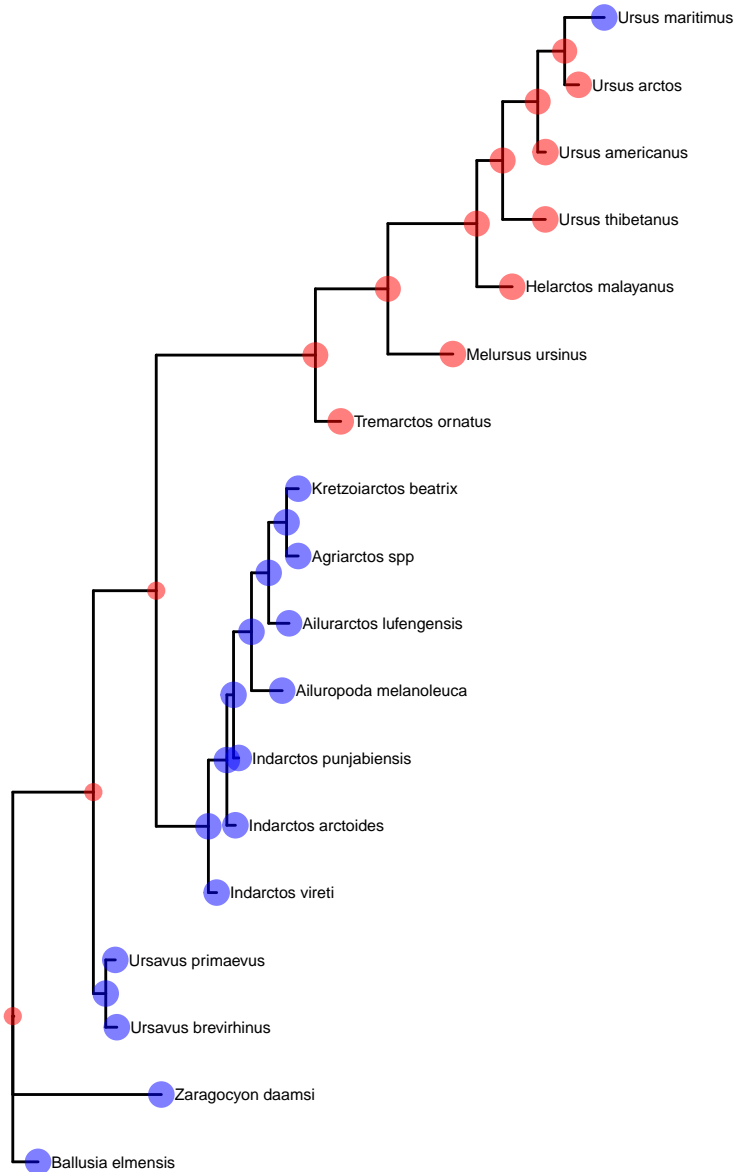 Ursus maritimus
Ursus arctos
Ursus americanus
Ursus thibetanus
Helarctos malayanus
Melursus ursinus
Tremarctos ornatus
Kretzoiarctos beatrix
Agriarctos spp
Ailurarctos lufengensis
Ailuropoda melanoleuca
Indarctos punjabiensis
Indarctos arctoides
Indarctos vireti
Ursavus primaevus
Ursavus brevirhinus
Zaragocyon daamsi
Ballusia elmensis